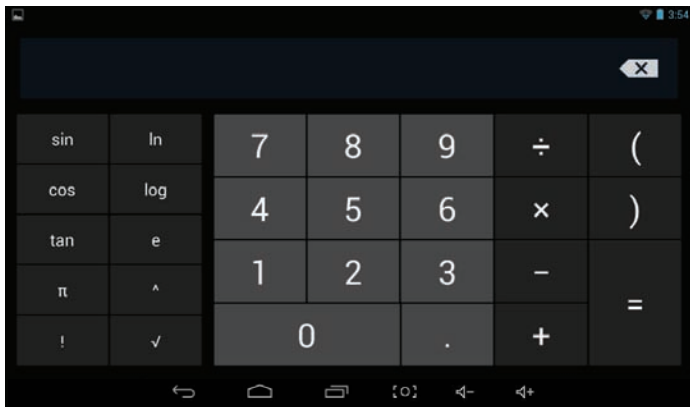 3:54
sin ln 7 8 9 ÷ (
cos log 4 5 6 × )
tan e 1 2 3 −
π ^ =
! √ 0 . +